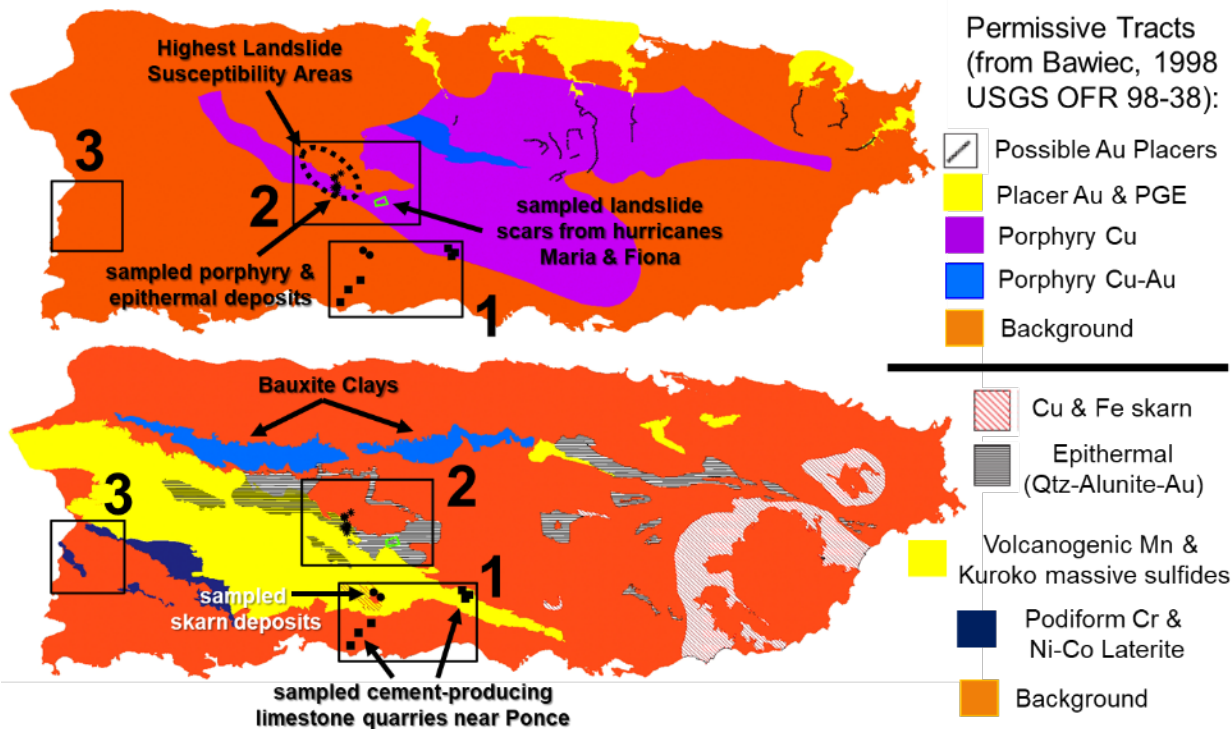 Highest Landslide
Susceptibility Areas
3
2
sampled landslide
scars from hurricanes
Maria & Fiona
sampled porphyry &
epithermal deposits
1
Permissive Tracts
(from Bawiec, 1998
USGS OFR 98-38):
Possible Au Placers
Placer Au & PGE
Porphyry Cu
Porphyry Cu-Au
Background
Bauxite Clays
3
2
1
sampled
skarn deposits
sampled cement-producing
limestone quarries near Ponce
Cu & Fe skarn
Epithermal
(Qtz-Alunite-Au)
Volcanogenic Mn &
Kuroko massive sulfides
Podiform Cr &
Ni-Co Laterite
Background